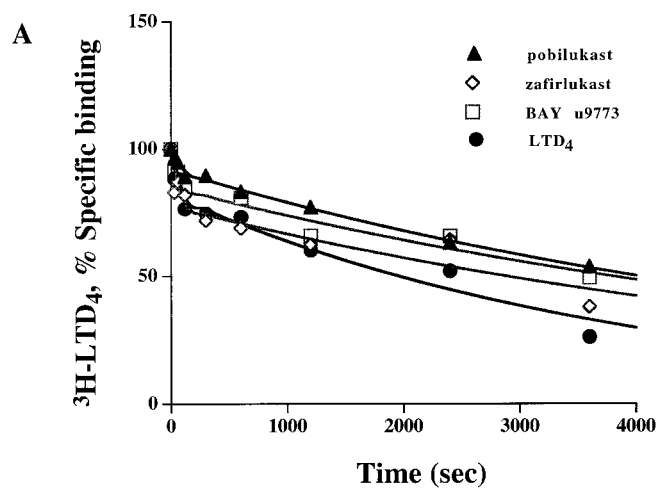 A
150
100
50
0
³H-LTD₄, % Specific binding
pobilukast
zafirlukast
BAY u9773
LTD₄
0
1000
2000
3000
4000
Time (sec)